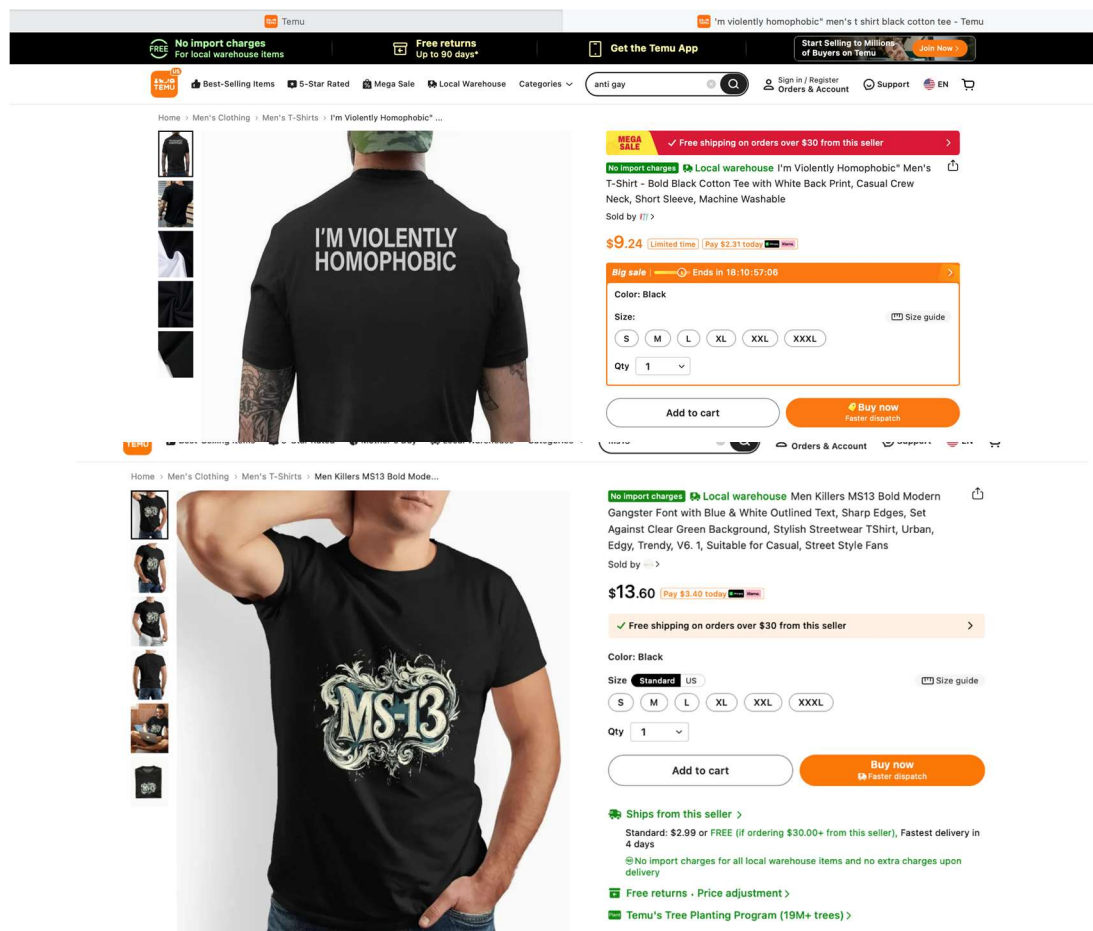 Temu
'm violently homophobic" men's t shirt black cotton tee - Temu
FREE
No import charges
For local warehouse items
Free returns
Up to 90 days*
Get the Temu App
Start Selling to Millions
of Buyers on Temu
Join Now >
TEMU
US
Best-Selling Items
5-Star Rated
Mega Sale
Local Warehouse
Categories
anti gay
Sign in / Register
Orders & Account
Support
EN
Home > Men's Clothing > Men's T-Shirts > I'm Violently Homophobic" ...
I'M VIOLENTLY
HOMOPHOBIC
MEGA
SALE
Free shipping on orders over $30 from this seller
No import charges Local warehouse I'm Violently Homophobic" Men's
T-Shirt - Bold Black Cotton Tee with White Back Print, Casual Crew
Neck, Short Sleeve, Machine Washable
Sold by
$9.24 Limited time Pay $2.31 today Klarna.
Big sale Ends in 18:10:57:06
Color: Black
Size:
Size guide
S M L XL XXL XXXL
Qty 1
Add to cart
Buy now
Faster dispatch
TEMU
Orders & Account
Home > Men's Clothing > Men's T-Shirts > Men Killers MS13 Bold Mode...
MS-13
No import charges Local warehouse Men Killers MS13 Bold Modern
Gangster Font with Blue & White Outlined Text, Sharp Edges, Set
Against Clear Green Background, Stylish Streetwear TShirt, Urban,
Edgy, Trendy, V6. 1, Suitable for Casual, Street Style Fans
Sold by
$13.60 Pay $3.40 today Klarna.
Free shipping on orders over $30 from this seller
Color: Black
Size Standard US
Size guide
S M L XL XXL XXXL
Qty 1
Add to cart
Buy now
Faster dispatch
Ships from this seller >
Standard: $2.99 or FREE (if ordering $30.00+ from this seller), Fastest delivery in
4 days
No import charges for all local warehouse items and no extra charges upon
delivery
Free returns · Price adjustment >
Temu's Tree Planting Program (19M+ trees) >